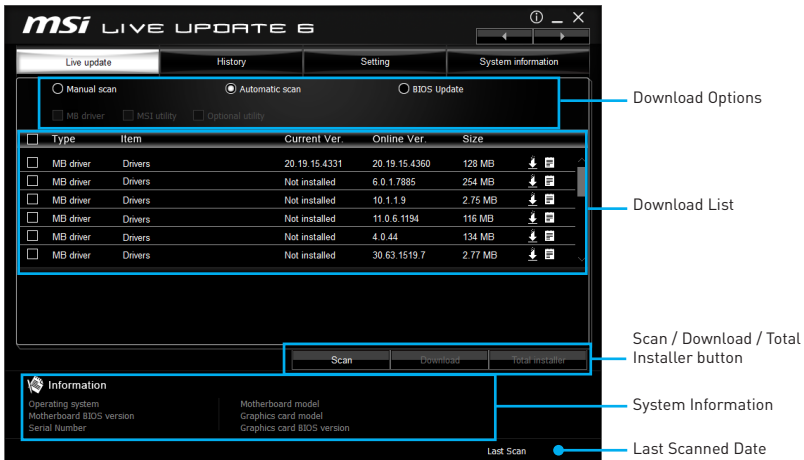 msi LIVE UPDATE 6
Live update History Setting System information
Manual scan Automatic scan BIOS Update
MB driver MSI utility Optional utility
Download Options
Type Item Current Ver. Online Ver. Size
MB driver Drivers 20.19.15.4331 20.19.15.4360 128 MB
MB driver Drivers Not installed 6.0.1.7885 254 MB
MB driver Drivers Not installed 10.1.1.9 2.75 MB
Download List
MB driver Drivers Not installed 11.0.6.1194 116 MB
MB driver Drivers Not installed 4.0.44 134 MB
MB driver Drivers Not installed 30.63.1519.7 2.77 MB
Scan Download Total installer
Scan / Download / Total
Installer button
Information
Operating system Motherboard model
Motherboard BIOS version Graphics card model
Serial Number Graphics card BIOS version
System Information
Last Scan
Last Scanned Date